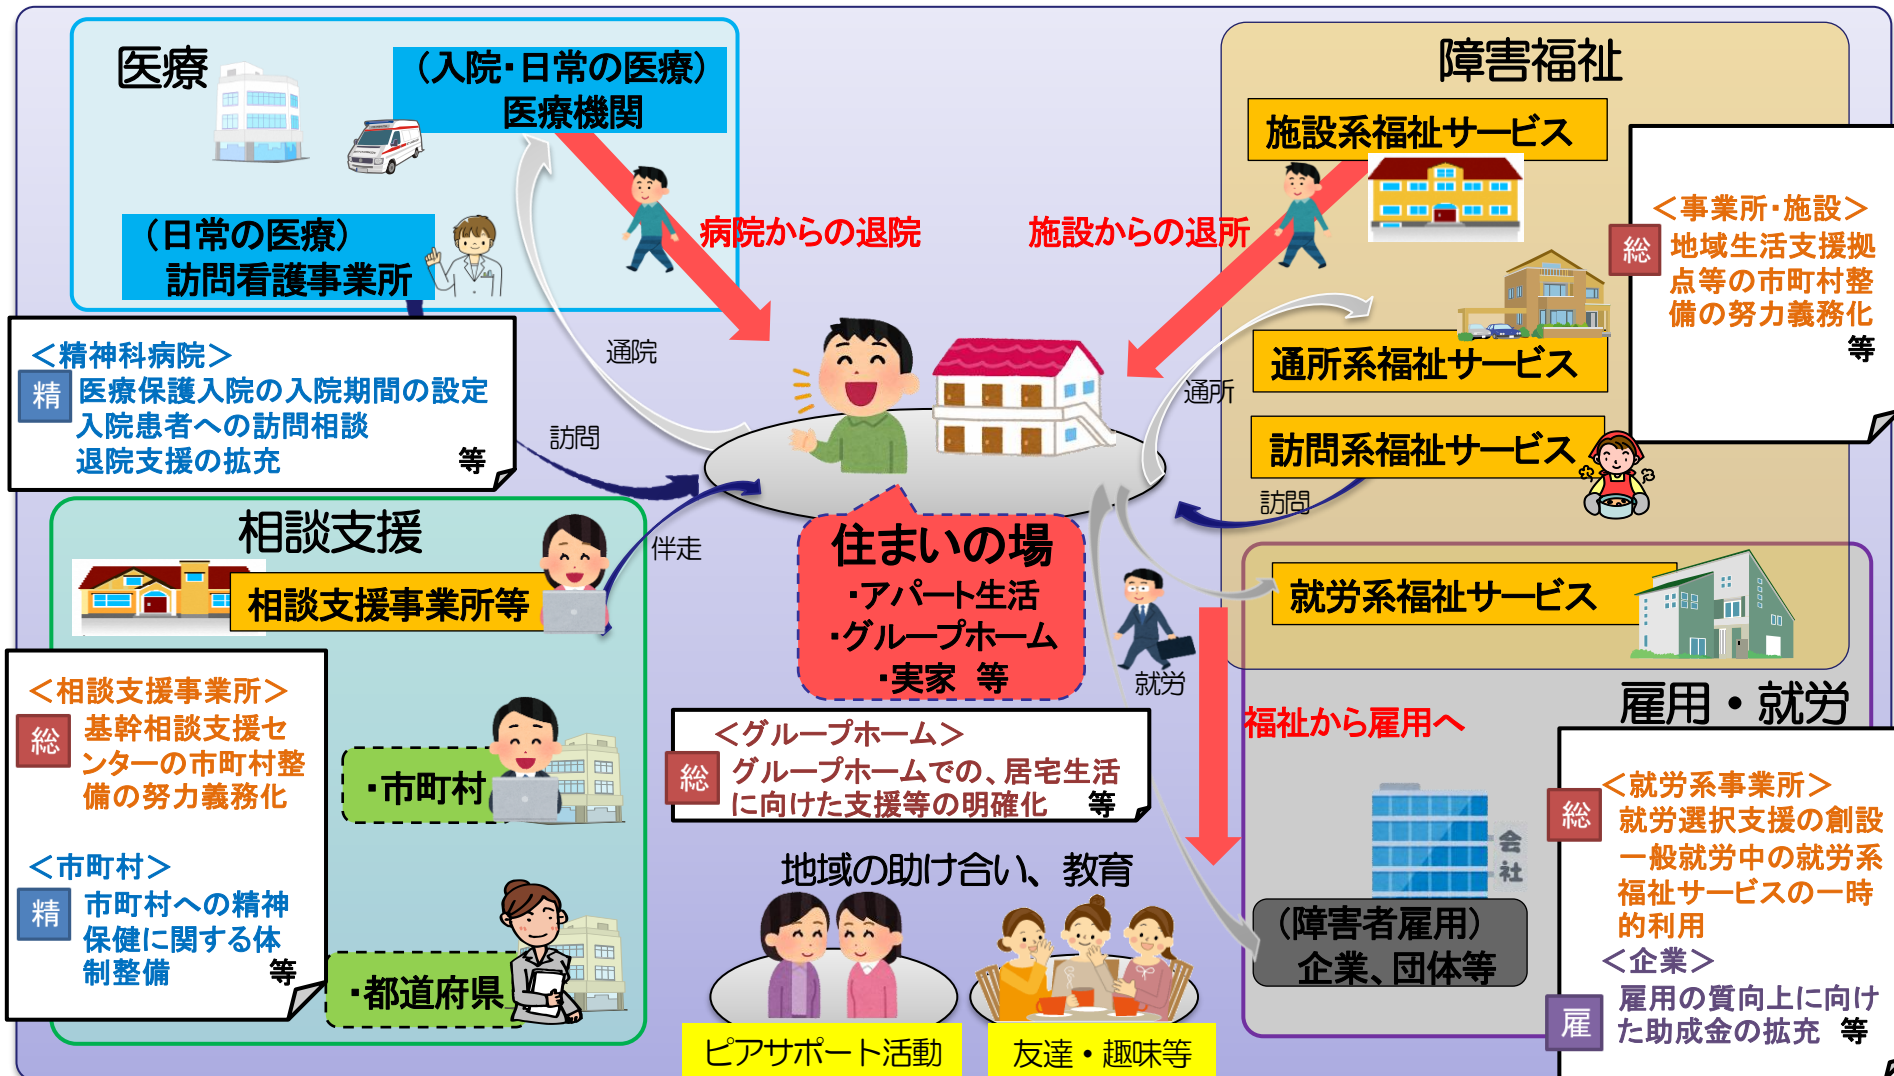 医療
（入院・日常の医療）
医療機関
（日常の医療）
訪問看護事業所
＜精神科病院＞
精
医療保護入院の入院期間の設定
入院患者への訪問相談
退院支援の拡充
等
病院からの退院
施設からの退所
通院
訪問
伴走
通所
訪問
就労
障害福祉
施設系福祉サービス
通所系福祉サービス
訪問系福祉サービス
就労系福祉サービス
＜事業所・施設＞
総
地域生活支援拠
点等の市町村整
備の努力義務化
等
住まいの場
・アパート生活
・グループホーム
・実家　等
＜グループホーム＞
総
グループホームでの、居宅生活
に向けた支援等の明確化
等
相談支援
相談支援事業所等
・市町村
・都道府県
＜相談支援事業所＞
総
基幹相談支援セ
ンターの市町村整
備の努力義務化
＜市町村＞
精
市町村への精神
保健に関する体
制整備
等
地域の助け合い、教育
ピアサポート活動
友達・趣味等
福祉から雇用へ
雇用・就労
会社
（障害者雇用）
企業、団体等
＜就労系事業所＞
総
就労選択支援の創設
一般就労中の就労系
福祉サービスの一時
的利用
＜企業＞
雇
雇用の質向上に向け
た助成金の拡充　等